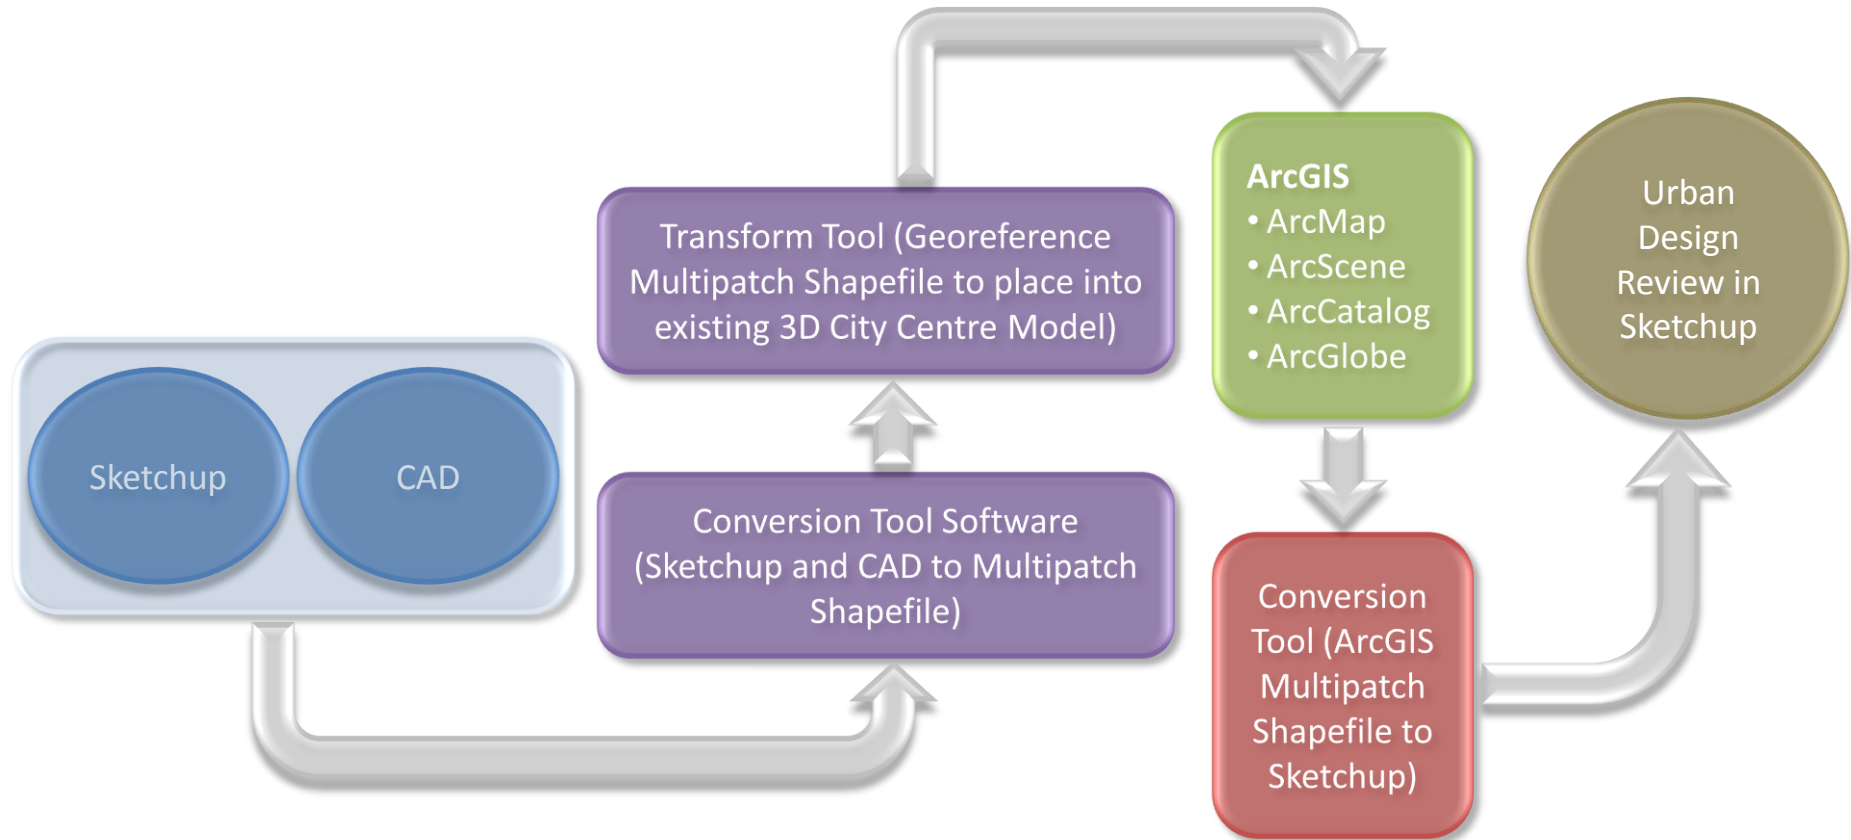 Sketchup
CAD
Conversion Tool Software
(Sketchup and CAD to Multipatch
Shapefile)
Transform Tool (Georeference
Multipatch Shapefile to place into
existing 3D City Centre Model)
ArcGIS
• ArcMap
• ArcScene
• ArcCatalog
• ArcGlobe
Conversion
Tool (ArcGIS
Multipatch
Shapefile to
Sketchup)
Urban
Design
Review in
Sketchup